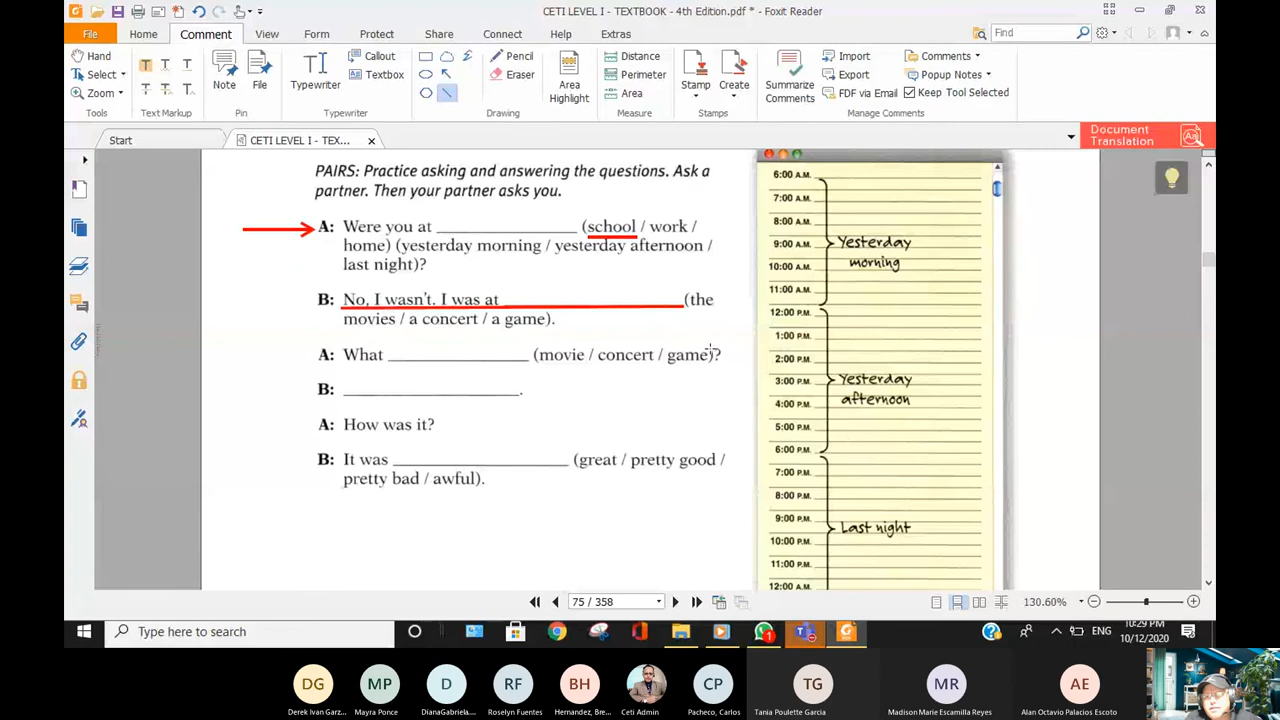 CETI LEVEL I - TEXTBOOK - 4th Edition.pdf * - Foxit Reader
File Home Comment View Form Protect Share Connect Help Extras Find
Hand Callout Pencil Distance Import Comments
Select Note File Typewriter Textbox Eraser Area Highlight Perimeter Stamp Create Summarize Comments Export Popup Notes
Zoom Area FDF via Email Keep Tool Selected
Tools Text Markup Pin Typewriter Drawing Measure Stamps Manage Comments
Start CETI LEVEL I - TEX... Document Translation
PAIRS: Practice asking and answering the questions. Ask a
partner. Then your partner asks you.
A: Were you at (school / work /
home) (yesterday morning / yesterday afternoon /
last night)?
B: No, I wasn't. I was at (the
movies / a concert / a game).
A: What (movie / concert / game)?
B: .
A: How was it?
B: It was (great / pretty good /
pretty bad / awful).
6:00 A.M.
7:00 A.M.
8:00 A.M.
9:00 A.M. Yesterday
morning
10:00 A.M.
11:00 A.M.
12:00 P.M.
1:00 P.M.
2:00 P.M.
3:00 P.M. Yesterday
4:00 P.M. afternoon
5:00 P.M.
6:00 P.M.
7:00 P.M.
8:00 P.M.
9:00 P.M. Last night
10:00 P.M.
11:00 P.M.
12:00 A.M.
75 / 358 130.60%
Type here to search ENG 10:29 PM
10/12/2020
DG MP D RF BH CP TG MR AE
Derek Ivan Garz... Mayra Ponce DianaGabriela... Roselyn Fuentes Hernandez, Bre... Ceti Admin Pacheco, Carlos Tania Poulette Garcia Madison Marie Escamilla Reyes Alan Octavio Palacios Escoto